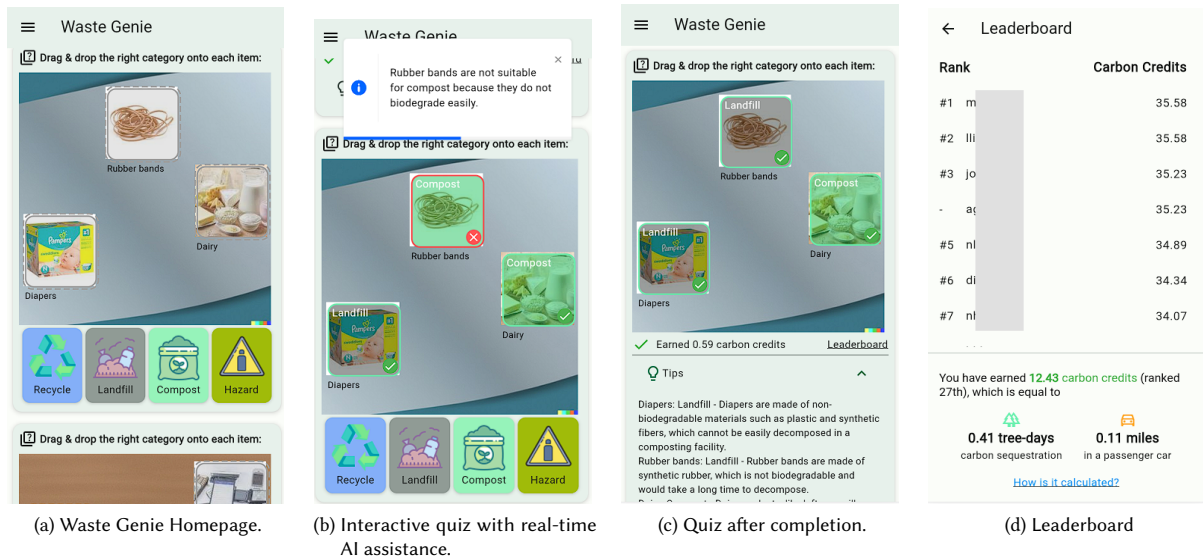 Waste Genie
Drag & drop the right category onto each item:
Rubber bands
Dairy
Pampers
Diapers
Recycle
Landfill
Compost
Hazard
Drag & drop the right category onto each item:
(a) Waste Genie Homepage.
Waste Genie
Rubber bands are not suitable
for compost because they do not
biodegrade easily.
Drag & drop the right category onto each item:
Compost
Rubber bands
Compost
Dairy
Landfill
Diapers
Recycle
Landfill
Compost
Hazard
(b) Interactive quiz with real-time
AI assistance.
Waste Genie
Drag & drop the right category onto each item:
Landfill
Rubber bands
Compost
Dairy
Landfill
Diapers
Earned 0.59 carbon credits Leaderboard
Tips
Diapers: Landfill - Diapers are made of non-
biodegradable materials such as plastic and synthetic
fibers, which cannot be easily decomposed in a
composting facility.
Rubber bands: Landfill - Rubber bands are made of
synthetic rubber, which is not biodegradable and
would take a long time to decompose.
(c) Quiz after completion.
Leaderboard
Rank Carbon Credits
#1 m 35.58
#2 lli 35.58
#3 jo 35.23
- ag 35.23
#5 nl 34.89
#6 di 34.34
#7 nh 34.07
. . .
You have earned 12.43 carbon credits (ranked
27th), which is equal to
0.41 tree-days
carbon sequestration
0.11 miles
in a passenger car
How is it calculated?
(d) Leaderboard